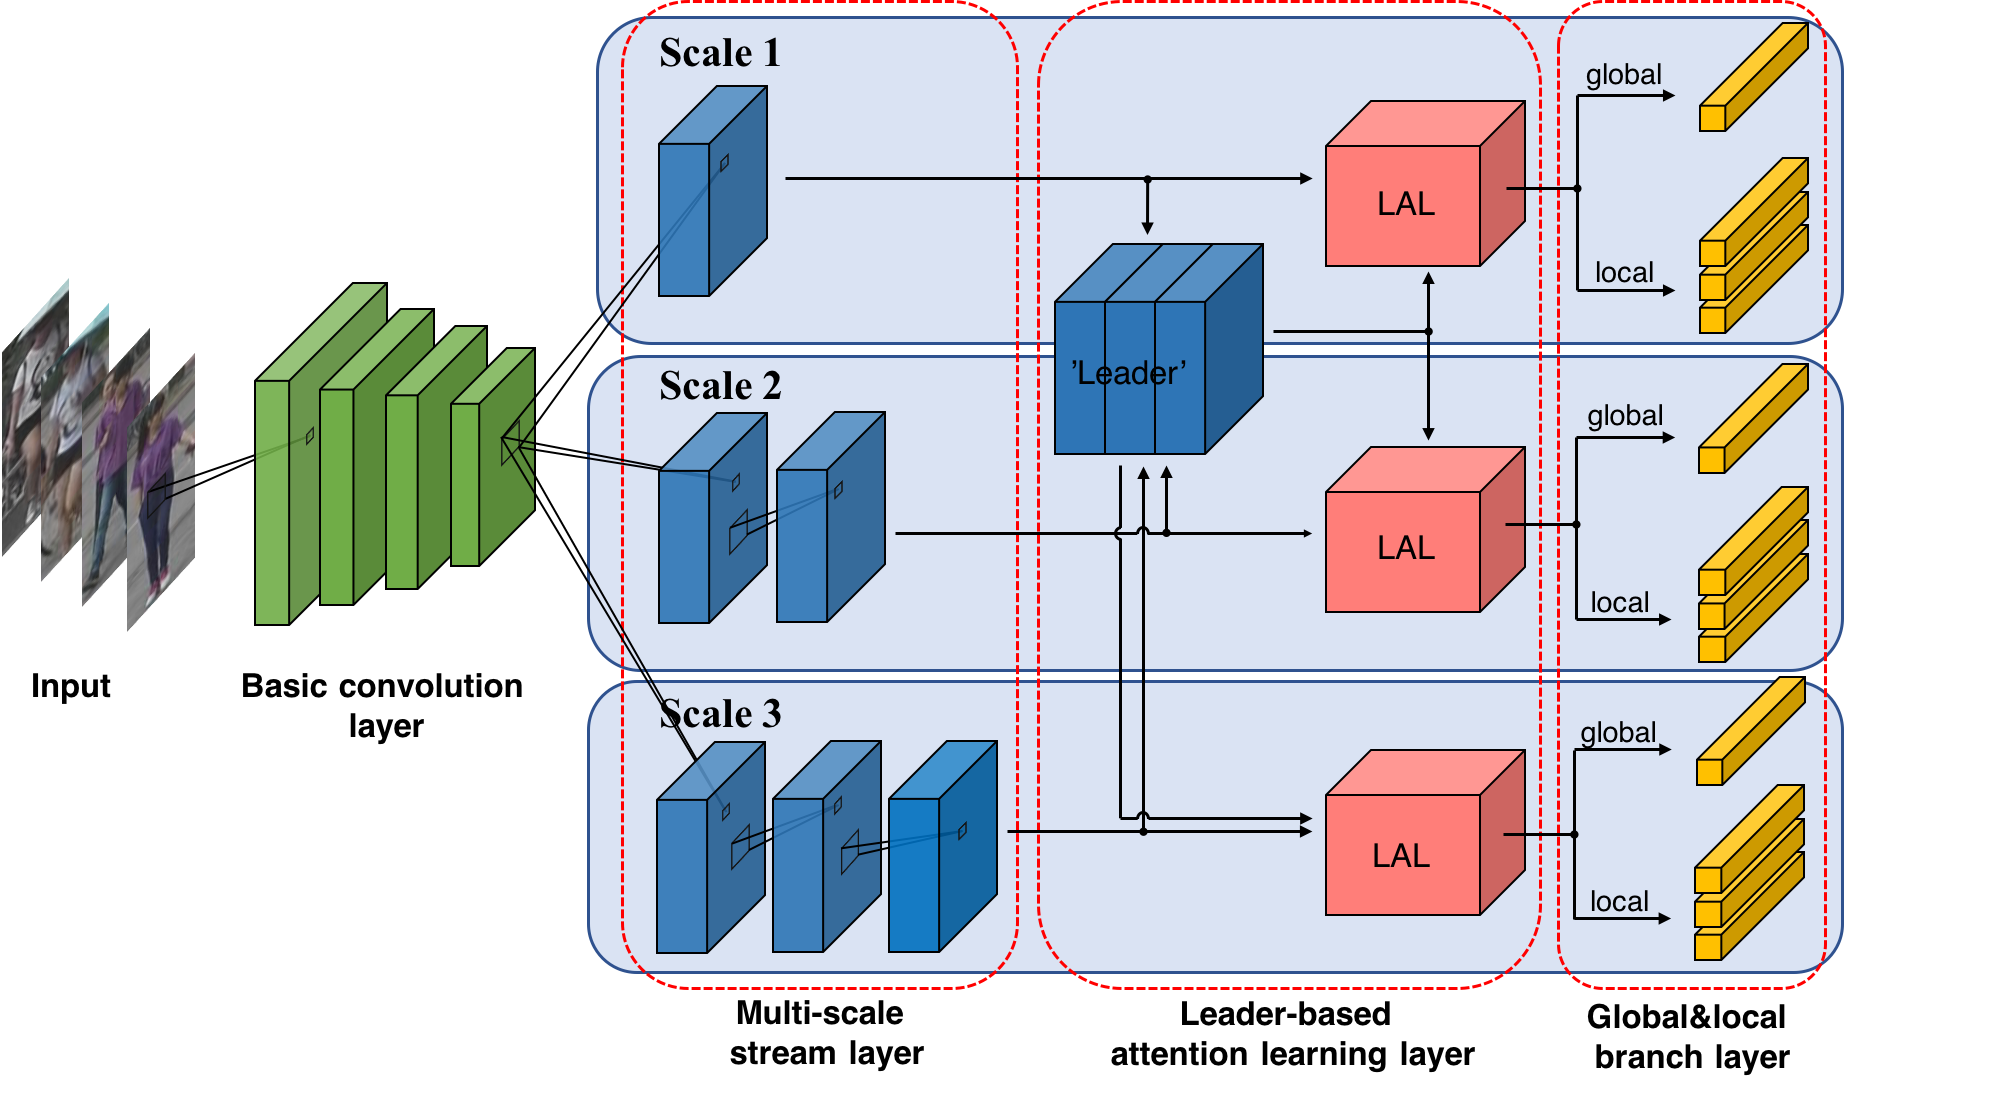 Scale 1
global
LAL
local
'Leader'
Scale 2
global
LAL
local
Input
Basic convolution
layer
Scale 3
global
LAL
local
Multi-scale
stream layer
Leader-based
attention learning layer
Global&local
branch layer